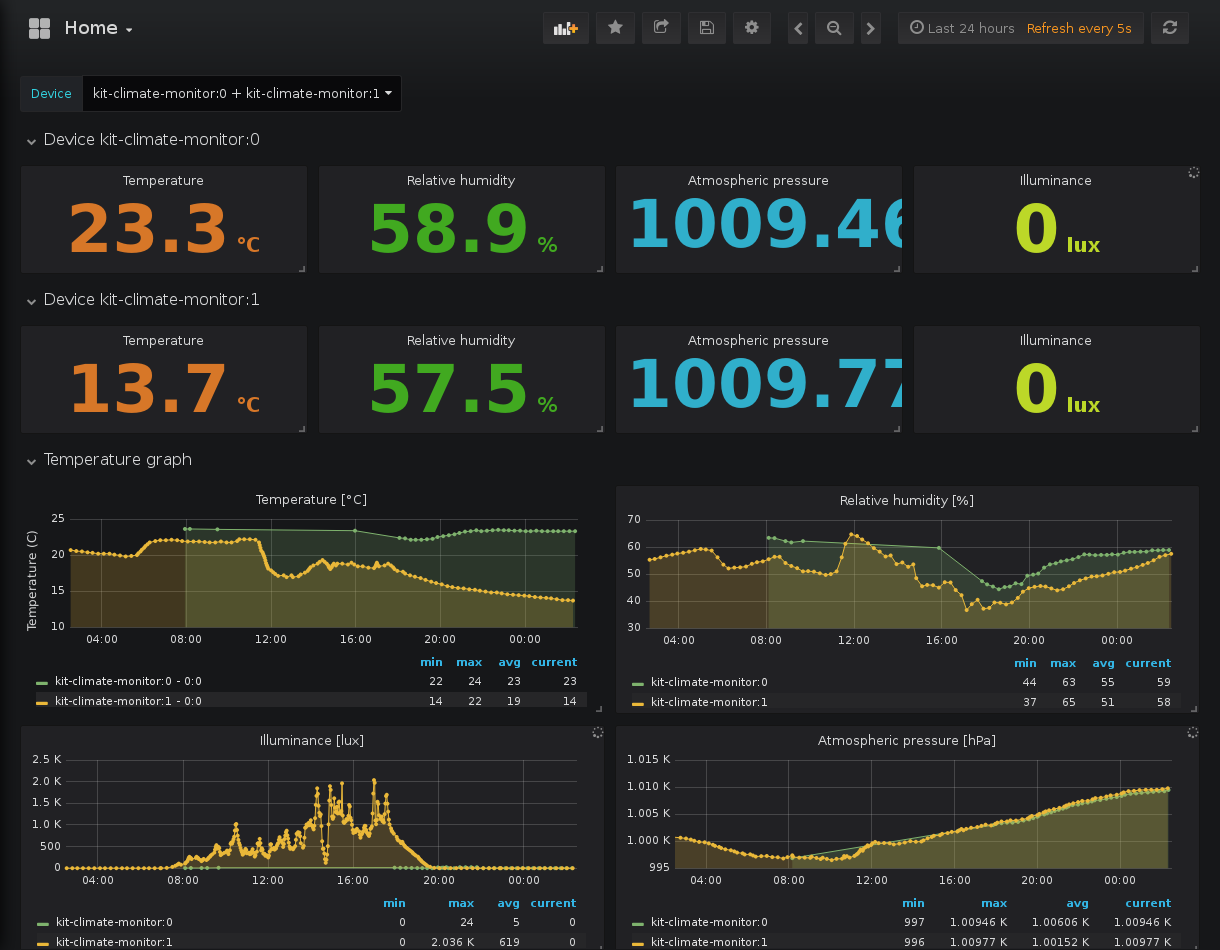 Home
Last 24 hours Refresh every 5s
Device kit-climate-monitor:0 + kit-climate-monitor:1
Device kit-climate-monitor:0
Temperature Relative humidity Atmospheric pressure Illuminance
23.3 °C 58.9 % 1009.46 0 lux
Device kit-climate-monitor:1
Temperature Relative humidity Atmospheric pressure Illuminance
13.7 °C 57.5 % 1009.77 0 lux
Temperature graph
Temperature [°C]
Temperature (C)
25
20
15
10
04:00 08:00 12:00 16:00 20:00 00:00
min max avg current
kit-climate-monitor:0 - 0:0 22 24 23 23
kit-climate-monitor:1 - 0:0 14 22 19 14
Relative humidity [%]
70
60
50
40
30
04:00 08:00 12:00 16:00 20:00 00:00
min max avg current
kit-climate-monitor:0 44 63 55 59
kit-climate-monitor:1 37 65 51 58
Illuminance [lux]
2.5 K
2.0 K
1.5 K
1.0 K
500
0
04:00 08:00 12:00 16:00 20:00 00:00
min max avg current
kit-climate-monitor:0 0 24 5 0
kit-climate-monitor:1 0 2.036 K 619 0
Atmospheric pressure [hPa]
1.015 K
1.010 K
1.005 K
1.000 K
995
04:00 08:00 12:00 16:00 20:00 00:00
min max avg current
kit-climate-monitor:0 997 1.00946 K 1.00606 K 1.00946 K
kit-climate-monitor:1 996 1.00977 K 1.00152 K 1.00977 K